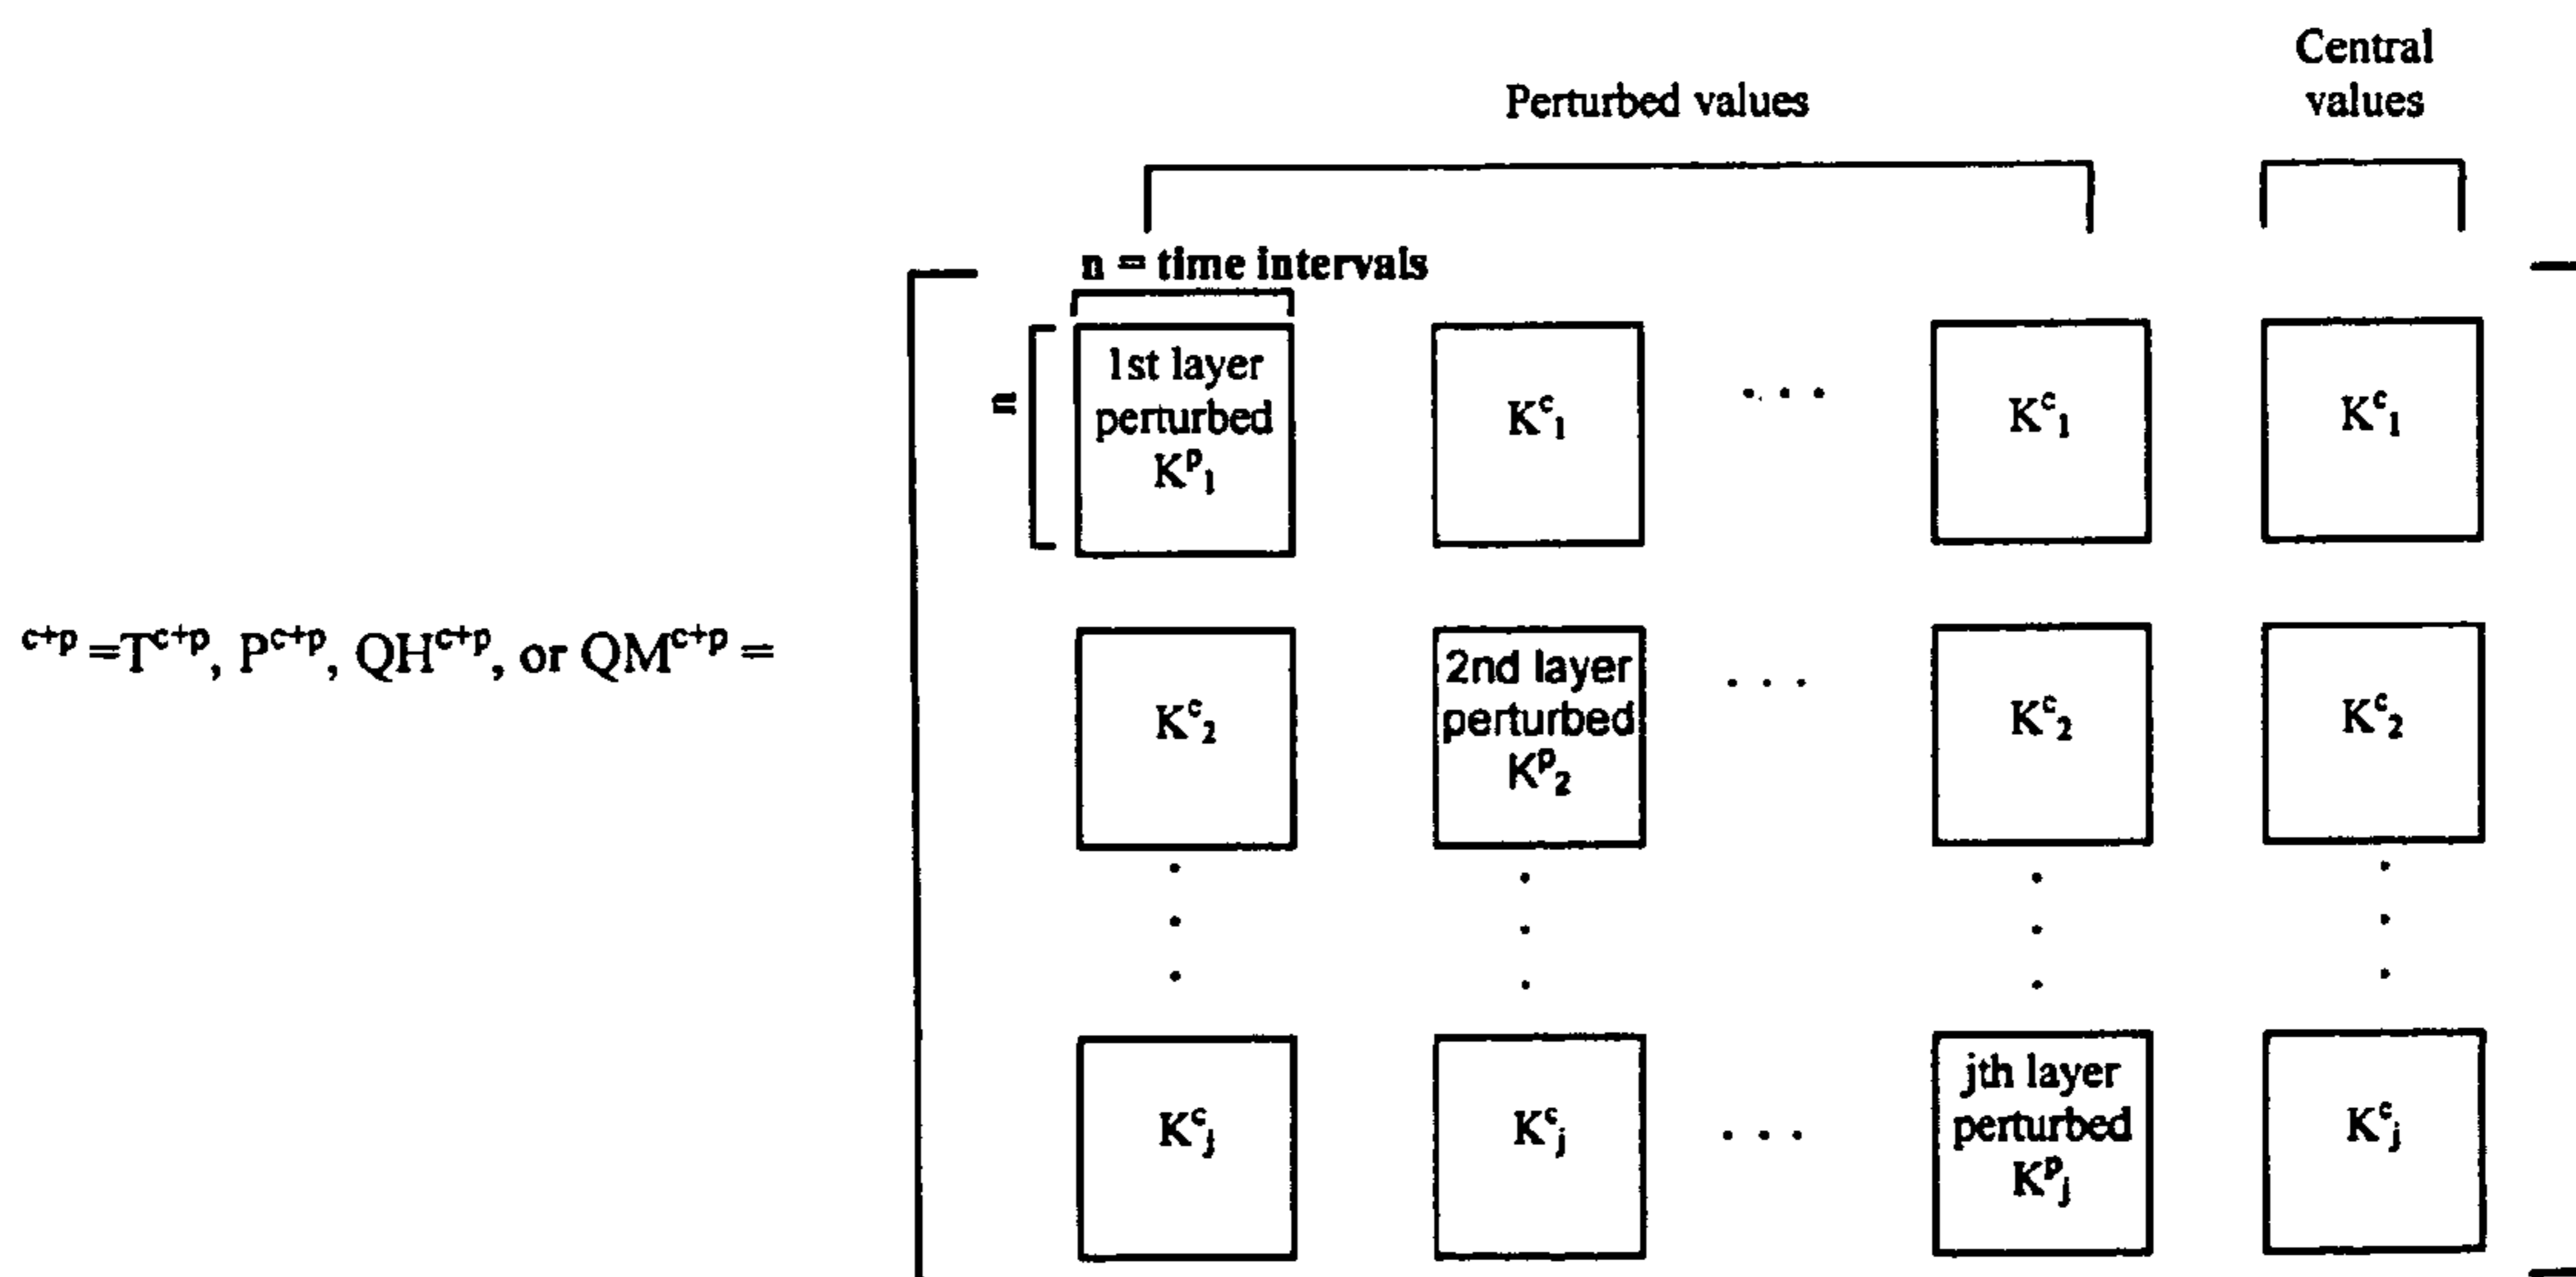 Central
values
Perturbed values
n = time intervals
n
1st layer
perturbed
K^p_1
K^c_1
. . .
K^c_1
K^c_1
^c+p =T^c+p, P^c+p, QH^c+p, or QM^c+p =
K^c_2
2nd layer
perturbed
K^p_2
. . .
K^c_2
K^c_2
K^c_j
K^c_j
. . .
jth layer
perturbed
K^p_j
K^c_j